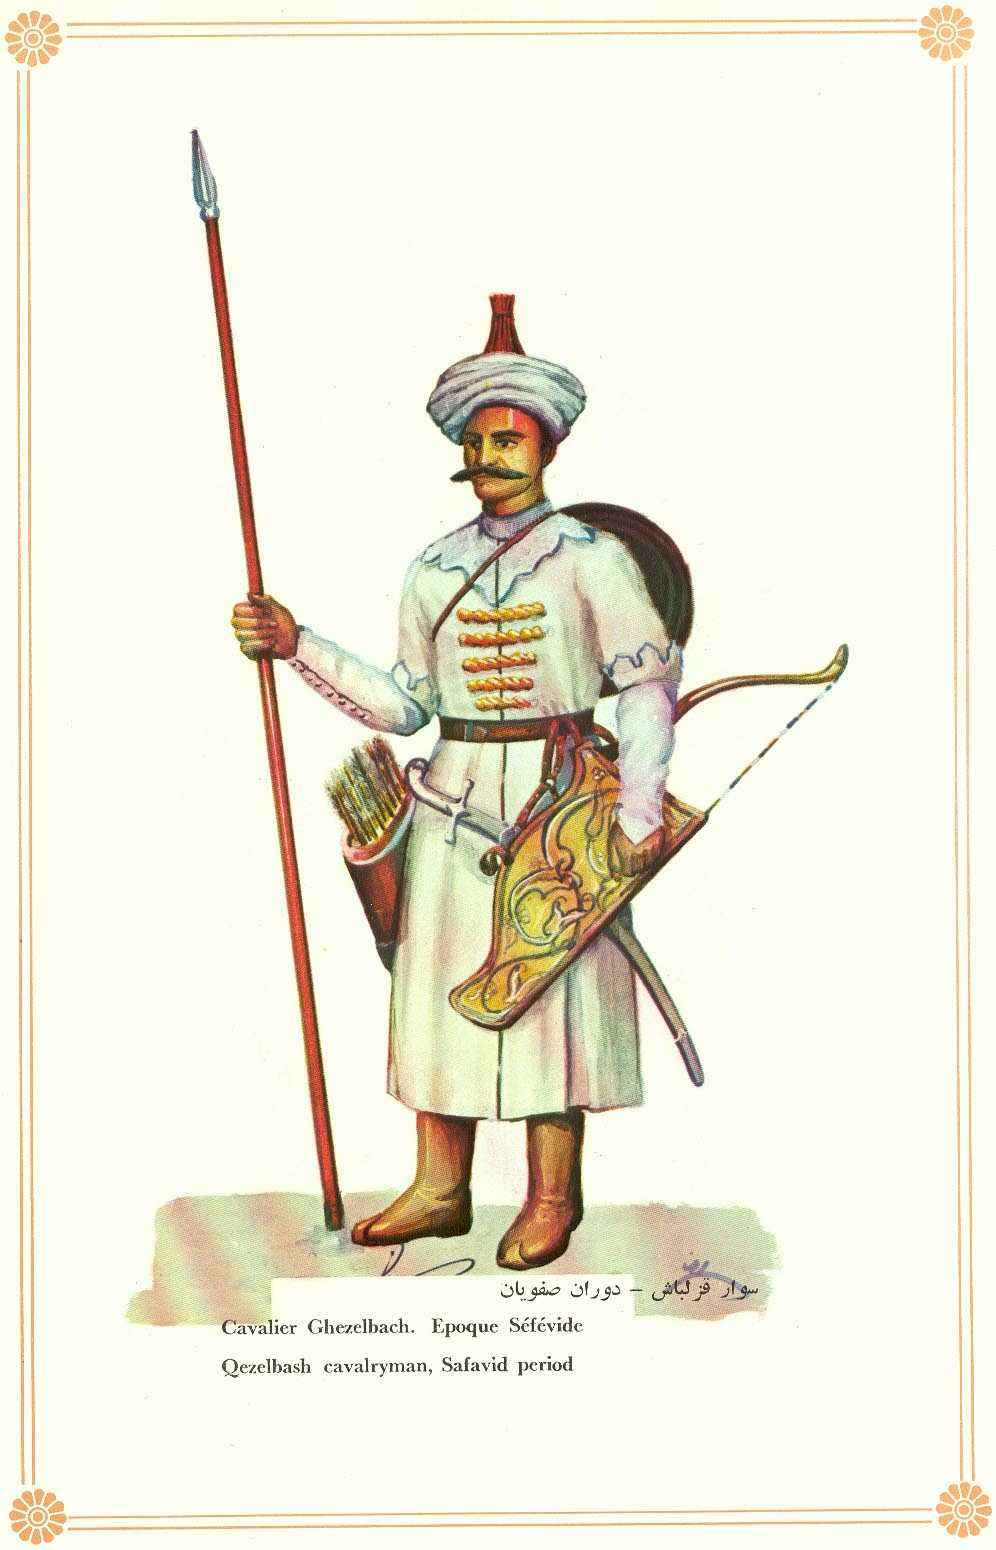 سوار قزلباش – دوران صفویان
Cavalier Ghezelbach. Epoque Séfévide
Qezelbash cavalryman, Safavid period